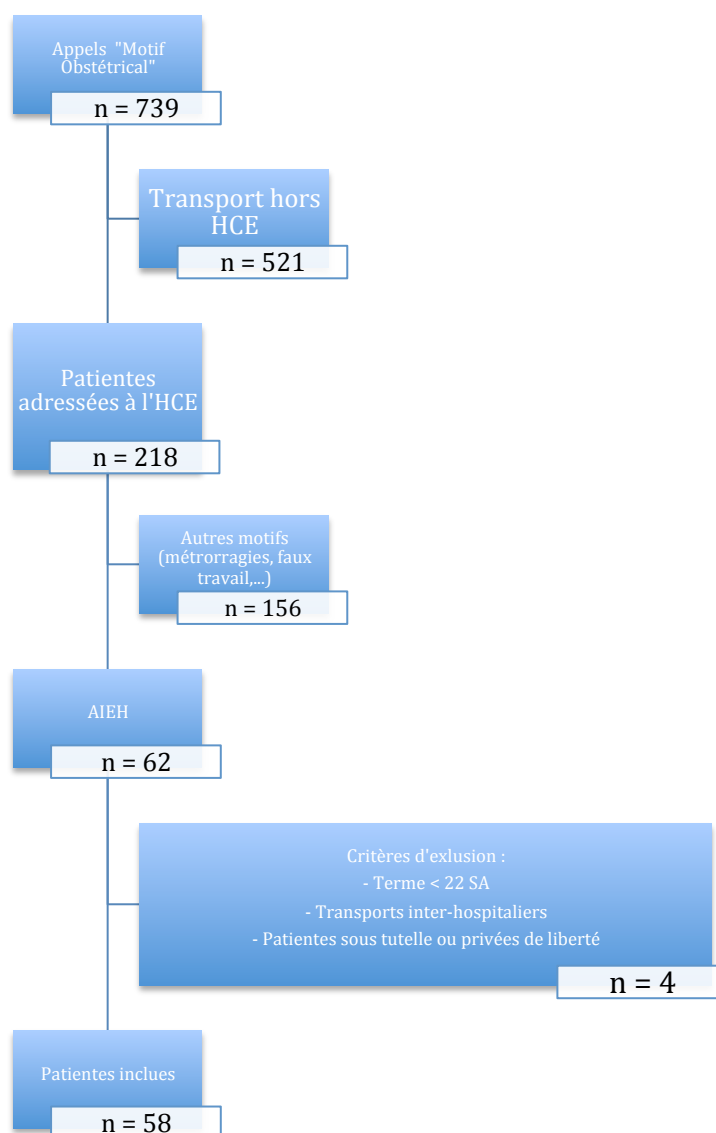 Appels "Motif
Obstétrical"
n = 739
Transport hors
HCE
n = 521
Patientes
adressées à l'HCE
n = 218
Autres motifs
(métrorragies, faux
travail,...)
n = 156
AIEH
n = 62
Critères d'exlusion :
- Terme < 22 SA
- Transports inter-hospitaliers
- Patientes sous tutelle ou privées de liberté
n = 4
Patientes inclues
n = 58